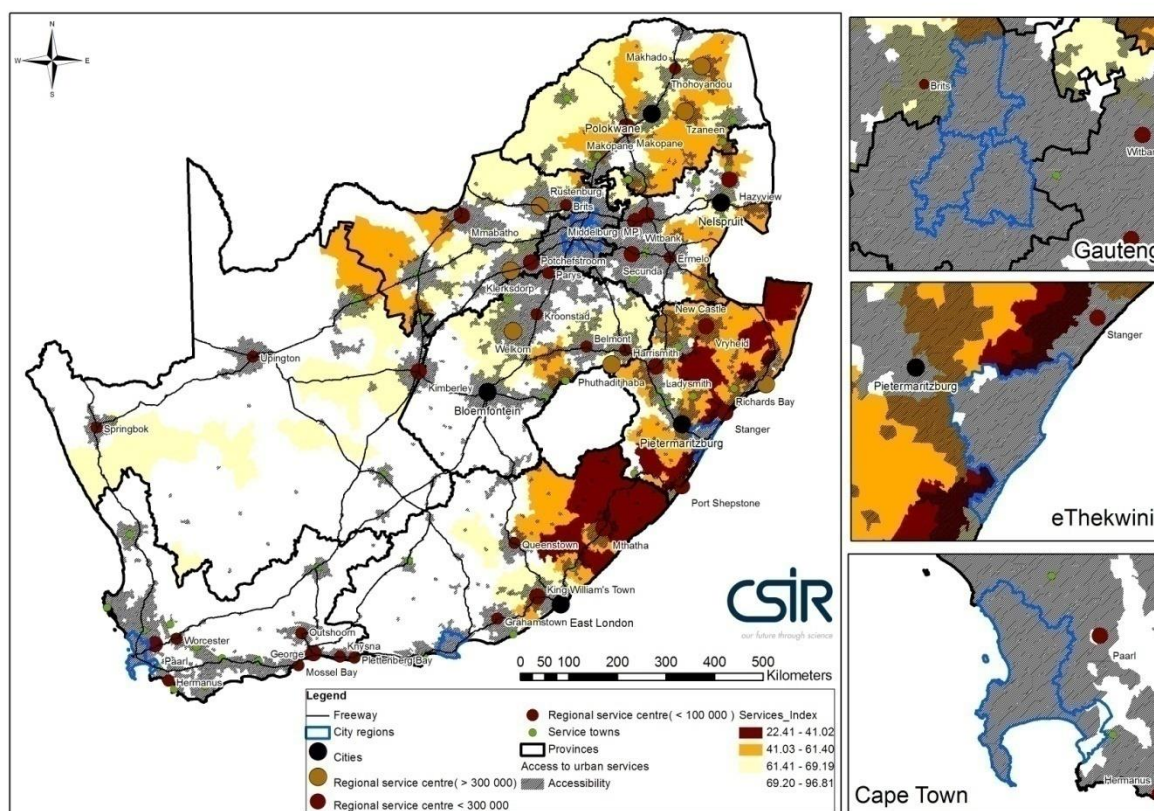 N
W E
S
Makhado
Thohoyandou
Polokwane
Tzaneen
Makopane
Makopane
Rustenburg
Hazyview
Brits
Nelspruit
Mmabatho
Middelburg (MP)
Witbank
Potchefstroom
Ermelo
Parys
Secunda
Klerksdorp
New Castle
Kroonstad
Vryheid
Welkom
Belmont
Harrismith
Upington
Kimberley
Phuthaditjhaba
Ladysmith
Bloemfontein
Richards Bay
Springbok
Stanger
Pietermaritzburg
Port Shepstone
Queenstown
Mthatha
King William's Town
East London
Grahamstown
Worcester
Outshoorn
Paarl
George
Knysna
Plettenberg Bay
Mossel Bay
Hermanus
CSIR
our future through science
0 50 100 200 300 400 500
Kilometers
Legend
Freeway
City regions
Cities
Regional service centre(> 300 000)
Regional service centre < 300 000
Regional service centre( < 100 000)
Service towns
Provinces
Access to urban services
Accessibility
Services_Index
22.41 - 41.02
41.03 - 61.40
61.41 - 69.19
69.20 - 96.81
Brits
Witbank
Gauteng
Stanger
Pietermaritzburg
eThekwini
Paarl
Hermanus
Cape Town